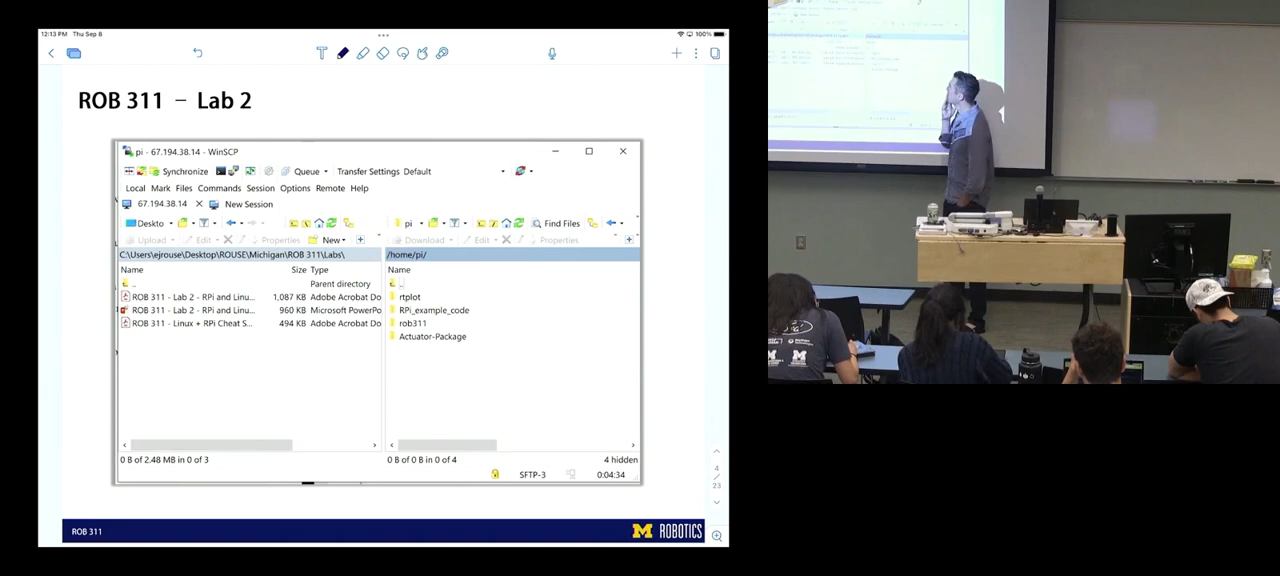 12:13 PM Thu Sep 8
100%
T
ROB 311 – Lab 2
pi - 67.194.38.14 - WinSCP
Synchronize Queue Transfer Settings Default
Local Mark Files Commands Session Options Remote Help
67.194.38.14 New Session
Deskto pi Find Files
Upload Edit Properties New Download Edit Properties
C:\Users\ejrouse\Desktop\ROUSE\Michigan\ROB 311\Labs\ /home/pi/
Name Size Type Name
.. Parent directory ..
ROB 311 - Lab 2 - RPi and Linu... 1,087 KB Adobe Acrobat Do rtplot
ROB 311 - Lab 2 - RPi and Linu... 960 KB Microsoft PowerPo RPi_example_code
ROB 311 - Linux + RPi Cheat S... 494 KB Adobe Acrobat Do rob311
Actuator-Package
0 B of 2.48 MB in 0 of 3 0 B of 0 B in 0 of 4 4 hidden
SFTP-3 0:04:34
4
/
23
ROB 311 M ROBOTICS